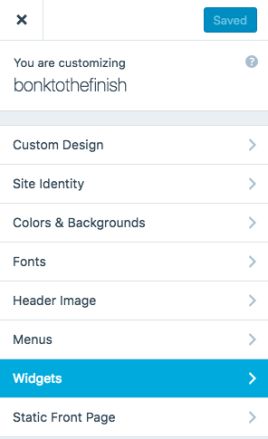 Saved
You are customizing
bonktothefinish
Custom Design
Site Identity
Colors & Backgrounds
Fonts
Header Image
Menus
Widgets
Static Front Page